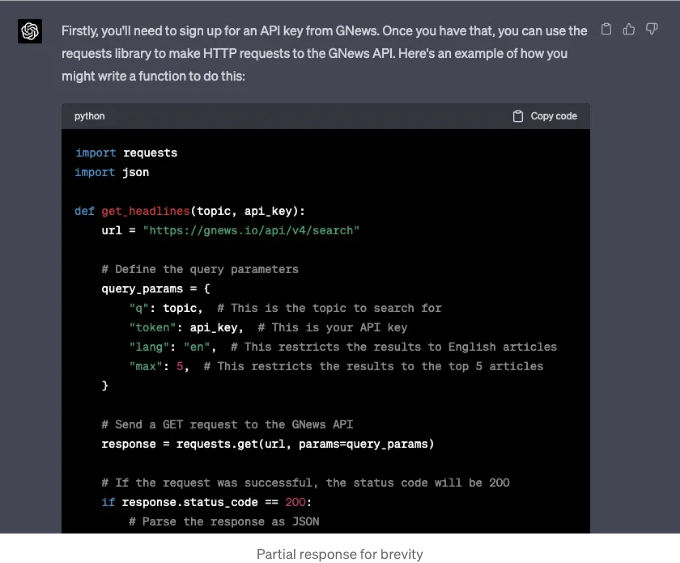 Firstly, you'll need to sign up for an API key from GNews. Once you have that, you can use the
requests library to make HTTP requests to the GNews API. Here's an example of how you
might write a function to do this:
python
Copy code
import requests
import json
def get_headlines(topic, api_key):
    url = "https://gnews.io/api/v4/search"
    # Define the query parameters
    query_params = {
        "q": topic,  # This is the topic to search for
        "token": api_key,  # This is your API key
        "lang": "en",  # This restricts the results to English articles
        "max": 5,  # This restricts the results to the top 5 articles
    }
    # Send a GET request to the GNews API
    response = requests.get(url, params=query_params)
    # If the request was successful, the status code will be 200
    if response.status_code == 200:
        # Parse the response as JSON
Partial response for brevity